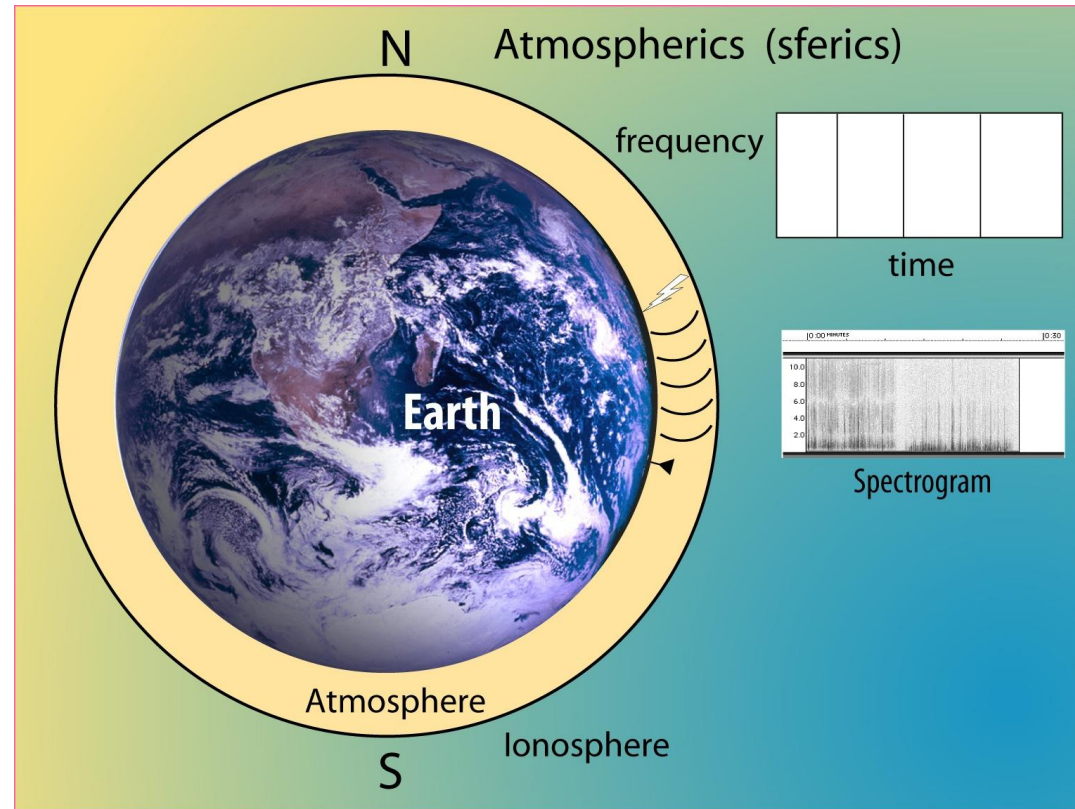 N
Atmospherics (sferics)
frequency
time
0:00 MINUTES 0:30
10.0
8.0
6.0
4.0
2.0
Spectrogram
Earth
Atmosphere
Ionosphere
S